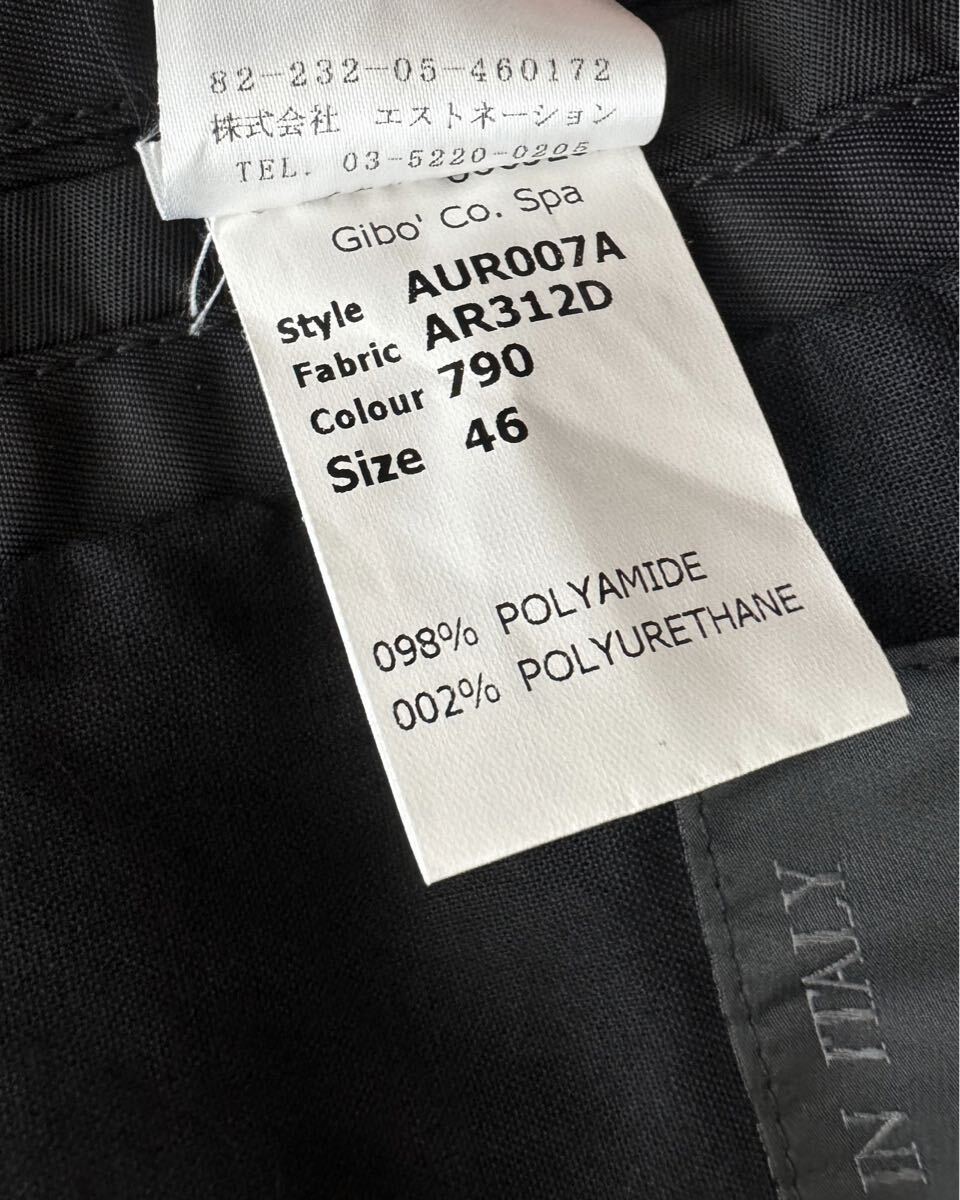 82-232-05-460172
株式会社 エストネーション
TEL. 03-5220-0205
Gibo' Co. Spa
Style AUR007A
Fabric AR312D
Colour 790
Size 46
098% POLYAMIDE
002% POLYURETHANE
IN ITALY